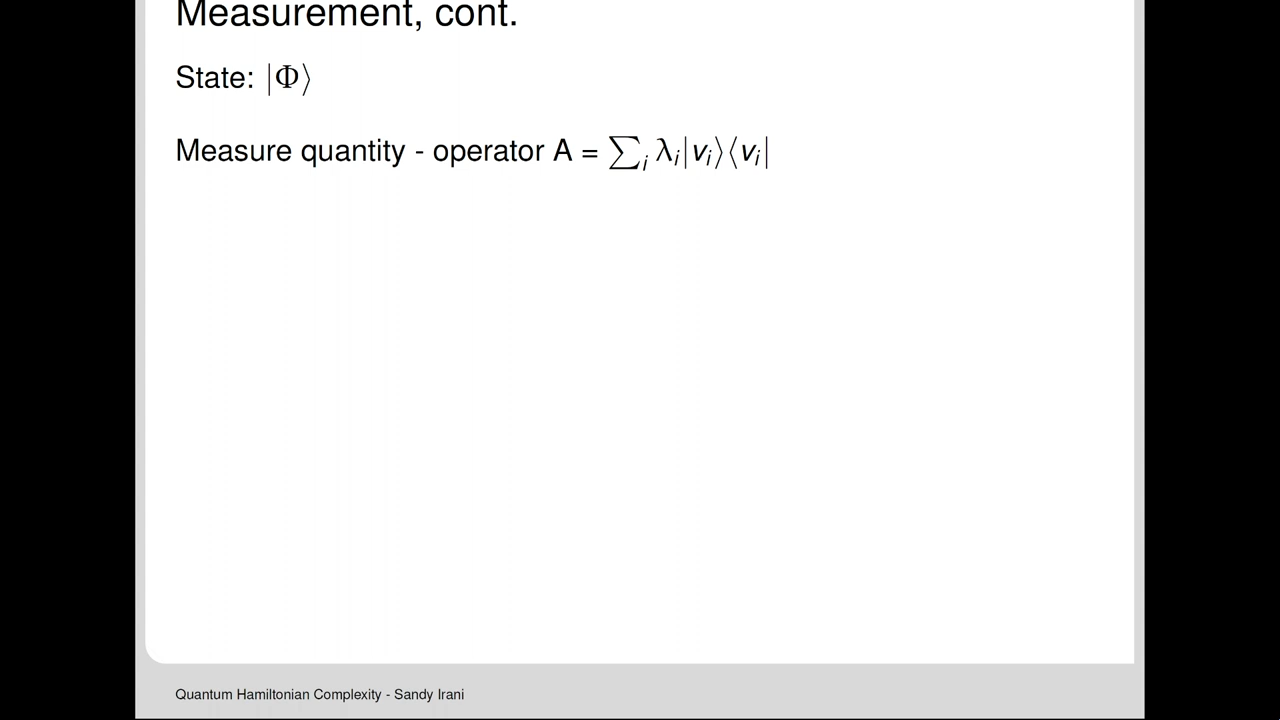 Measurement, cont.
State: |Φ⟩
Measure quantity - operator A = ∑ᵢ λᵢ|vᵢ⟩⟨vᵢ|
Quantum Hamiltonian Complexity - Sandy Irani